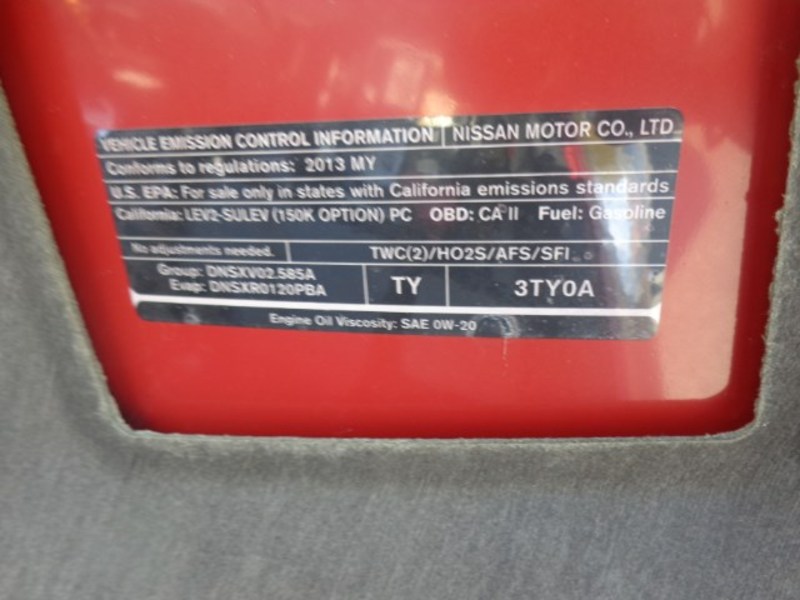 VEHICLE EMISSION CONTROL INFORMATION NISSAN MOTOR CO., LTD
Conforms to regulations: 2013 MY
U.S. EPA: For sale only in states with California emissions standards
California: LEV2-SULEV (150K OPTION) PC OBD: CA II Fuel: Gasoline
No adjustments needed. TWC(2)/HO2S/AFS/SFI
Group: DNSXV02.585A
Evap: DNSXR0120PBA
TY
3TY0A
Engine Oil Viscosity: SAE 0W-20